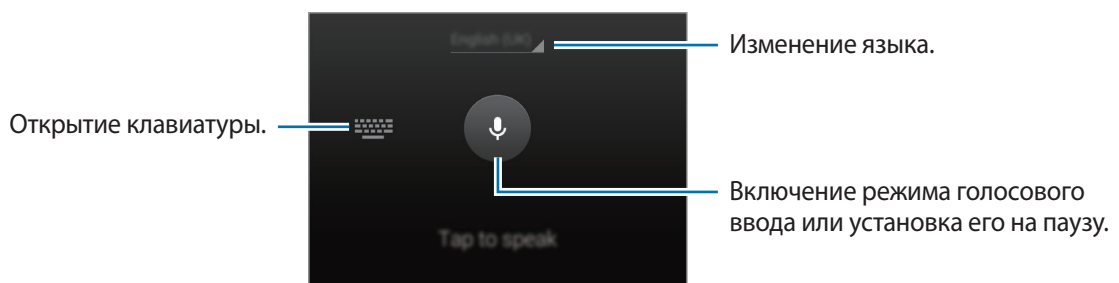 English (UK)
Изменение языка.
Открытие клавиатуры.
Включение режима голосового
ввода или установка его на паузу.
Tap to speak